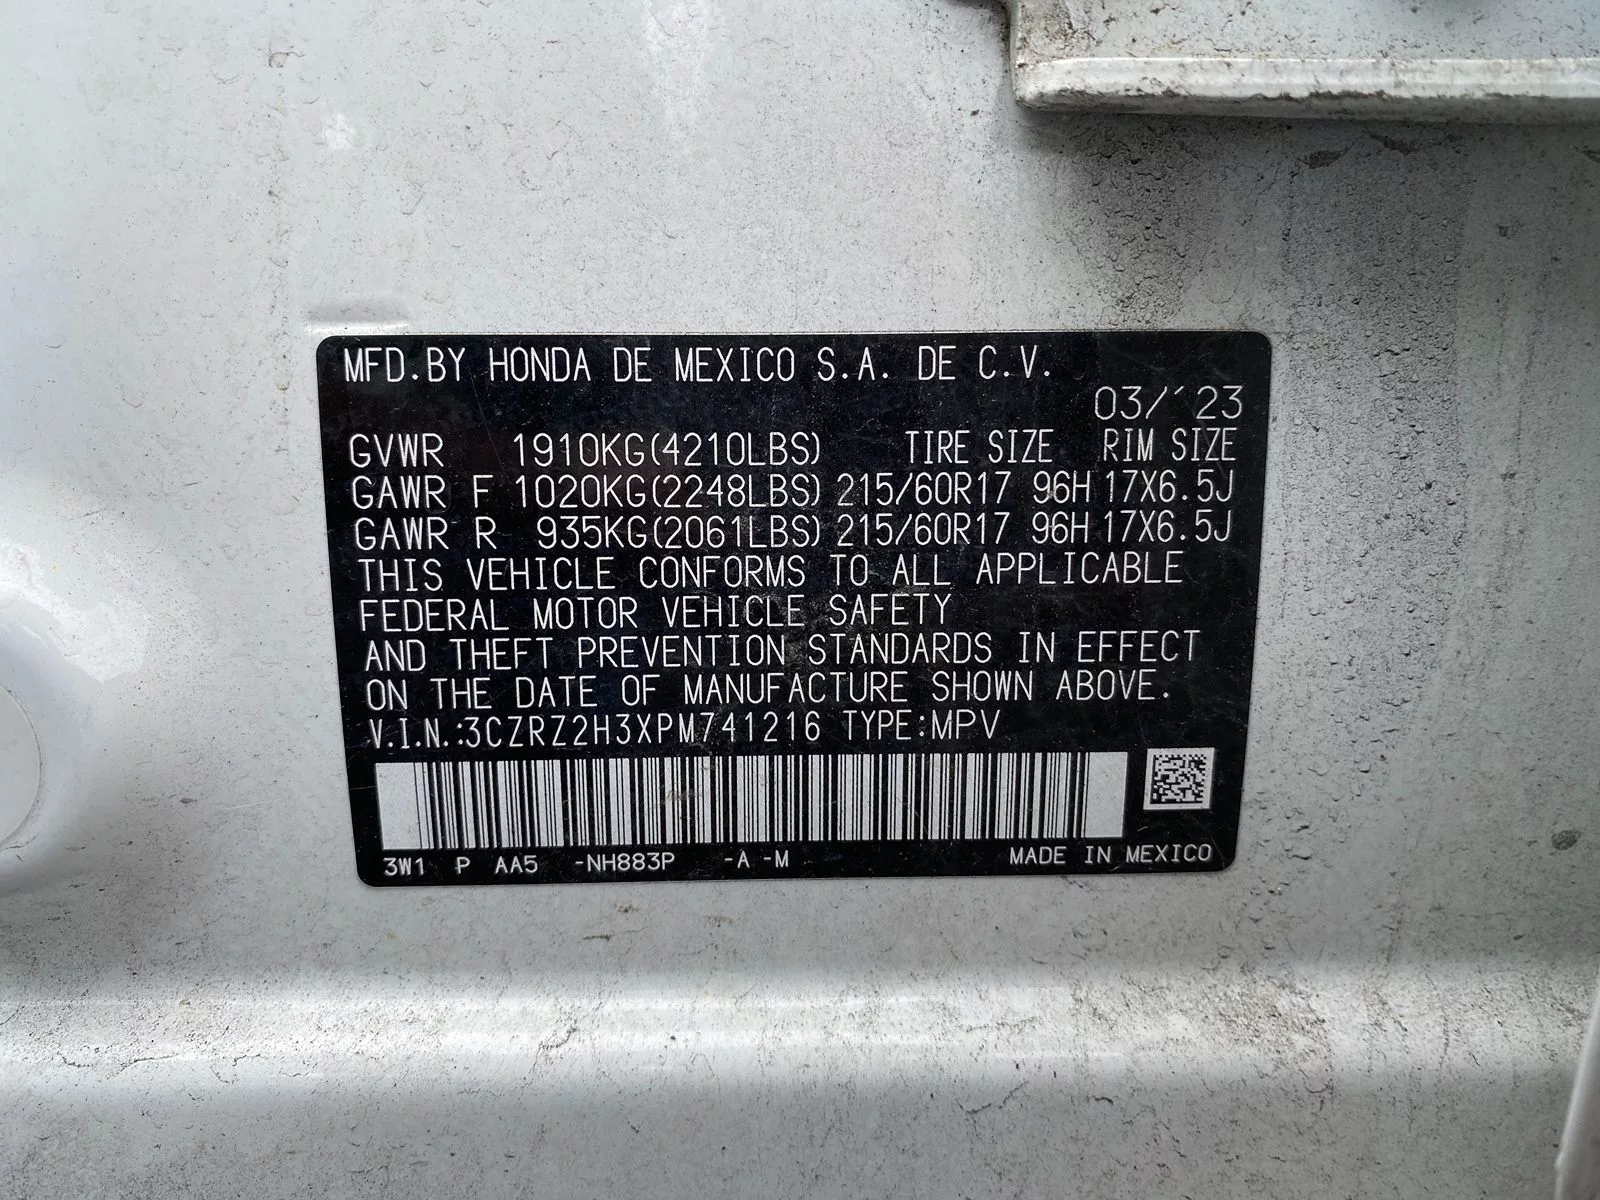 MFD.BY HONDA DE MEXICO S.A. DE C.V.
03/´23
GVWR 1910KG(4210LBS) TIRE SIZE RIM SIZE
GAWR F 1020KG(2248LBS) 215/60R17 96H 17X6.5J
GAWR R 935KG(2061LBS) 215/60R17 96H 17X6.5J
THIS VEHICLE CONFORMS TO ALL APPLICABLE
FEDERAL MOTOR VEHICLE SAFETY
AND THEFT PREVENTION STANDARDS IN EFFECT
ON THE DATE OF MANUFACTURE SHOWN ABOVE.
V.I.N.:3CZRZ2H3XPM741216 TYPE:MPV
3W1 P AA5 -NH883P -A -M MADE IN MEXICO